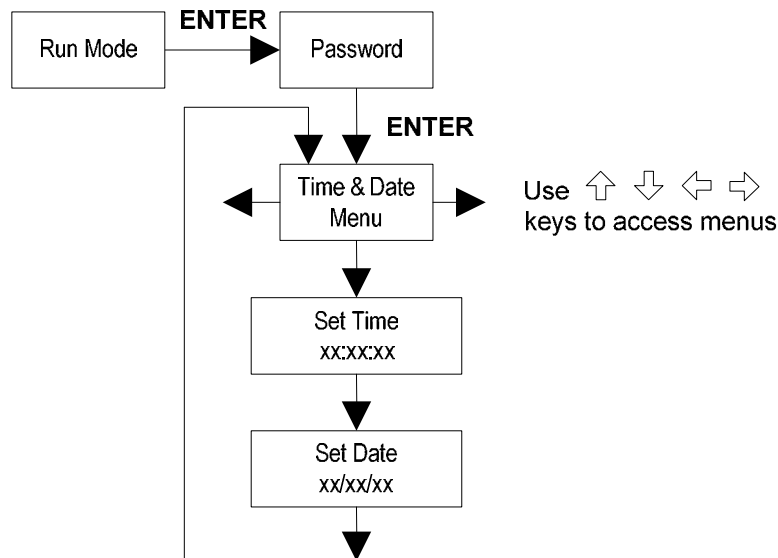 ENTER
Run Mode
Password
ENTER
Time & Date
Menu
Use ⇧ ⇩ ⇦ ⇨
keys to access menus
Set Time
xx:xx:xx
Set Date
xx/xx/xx